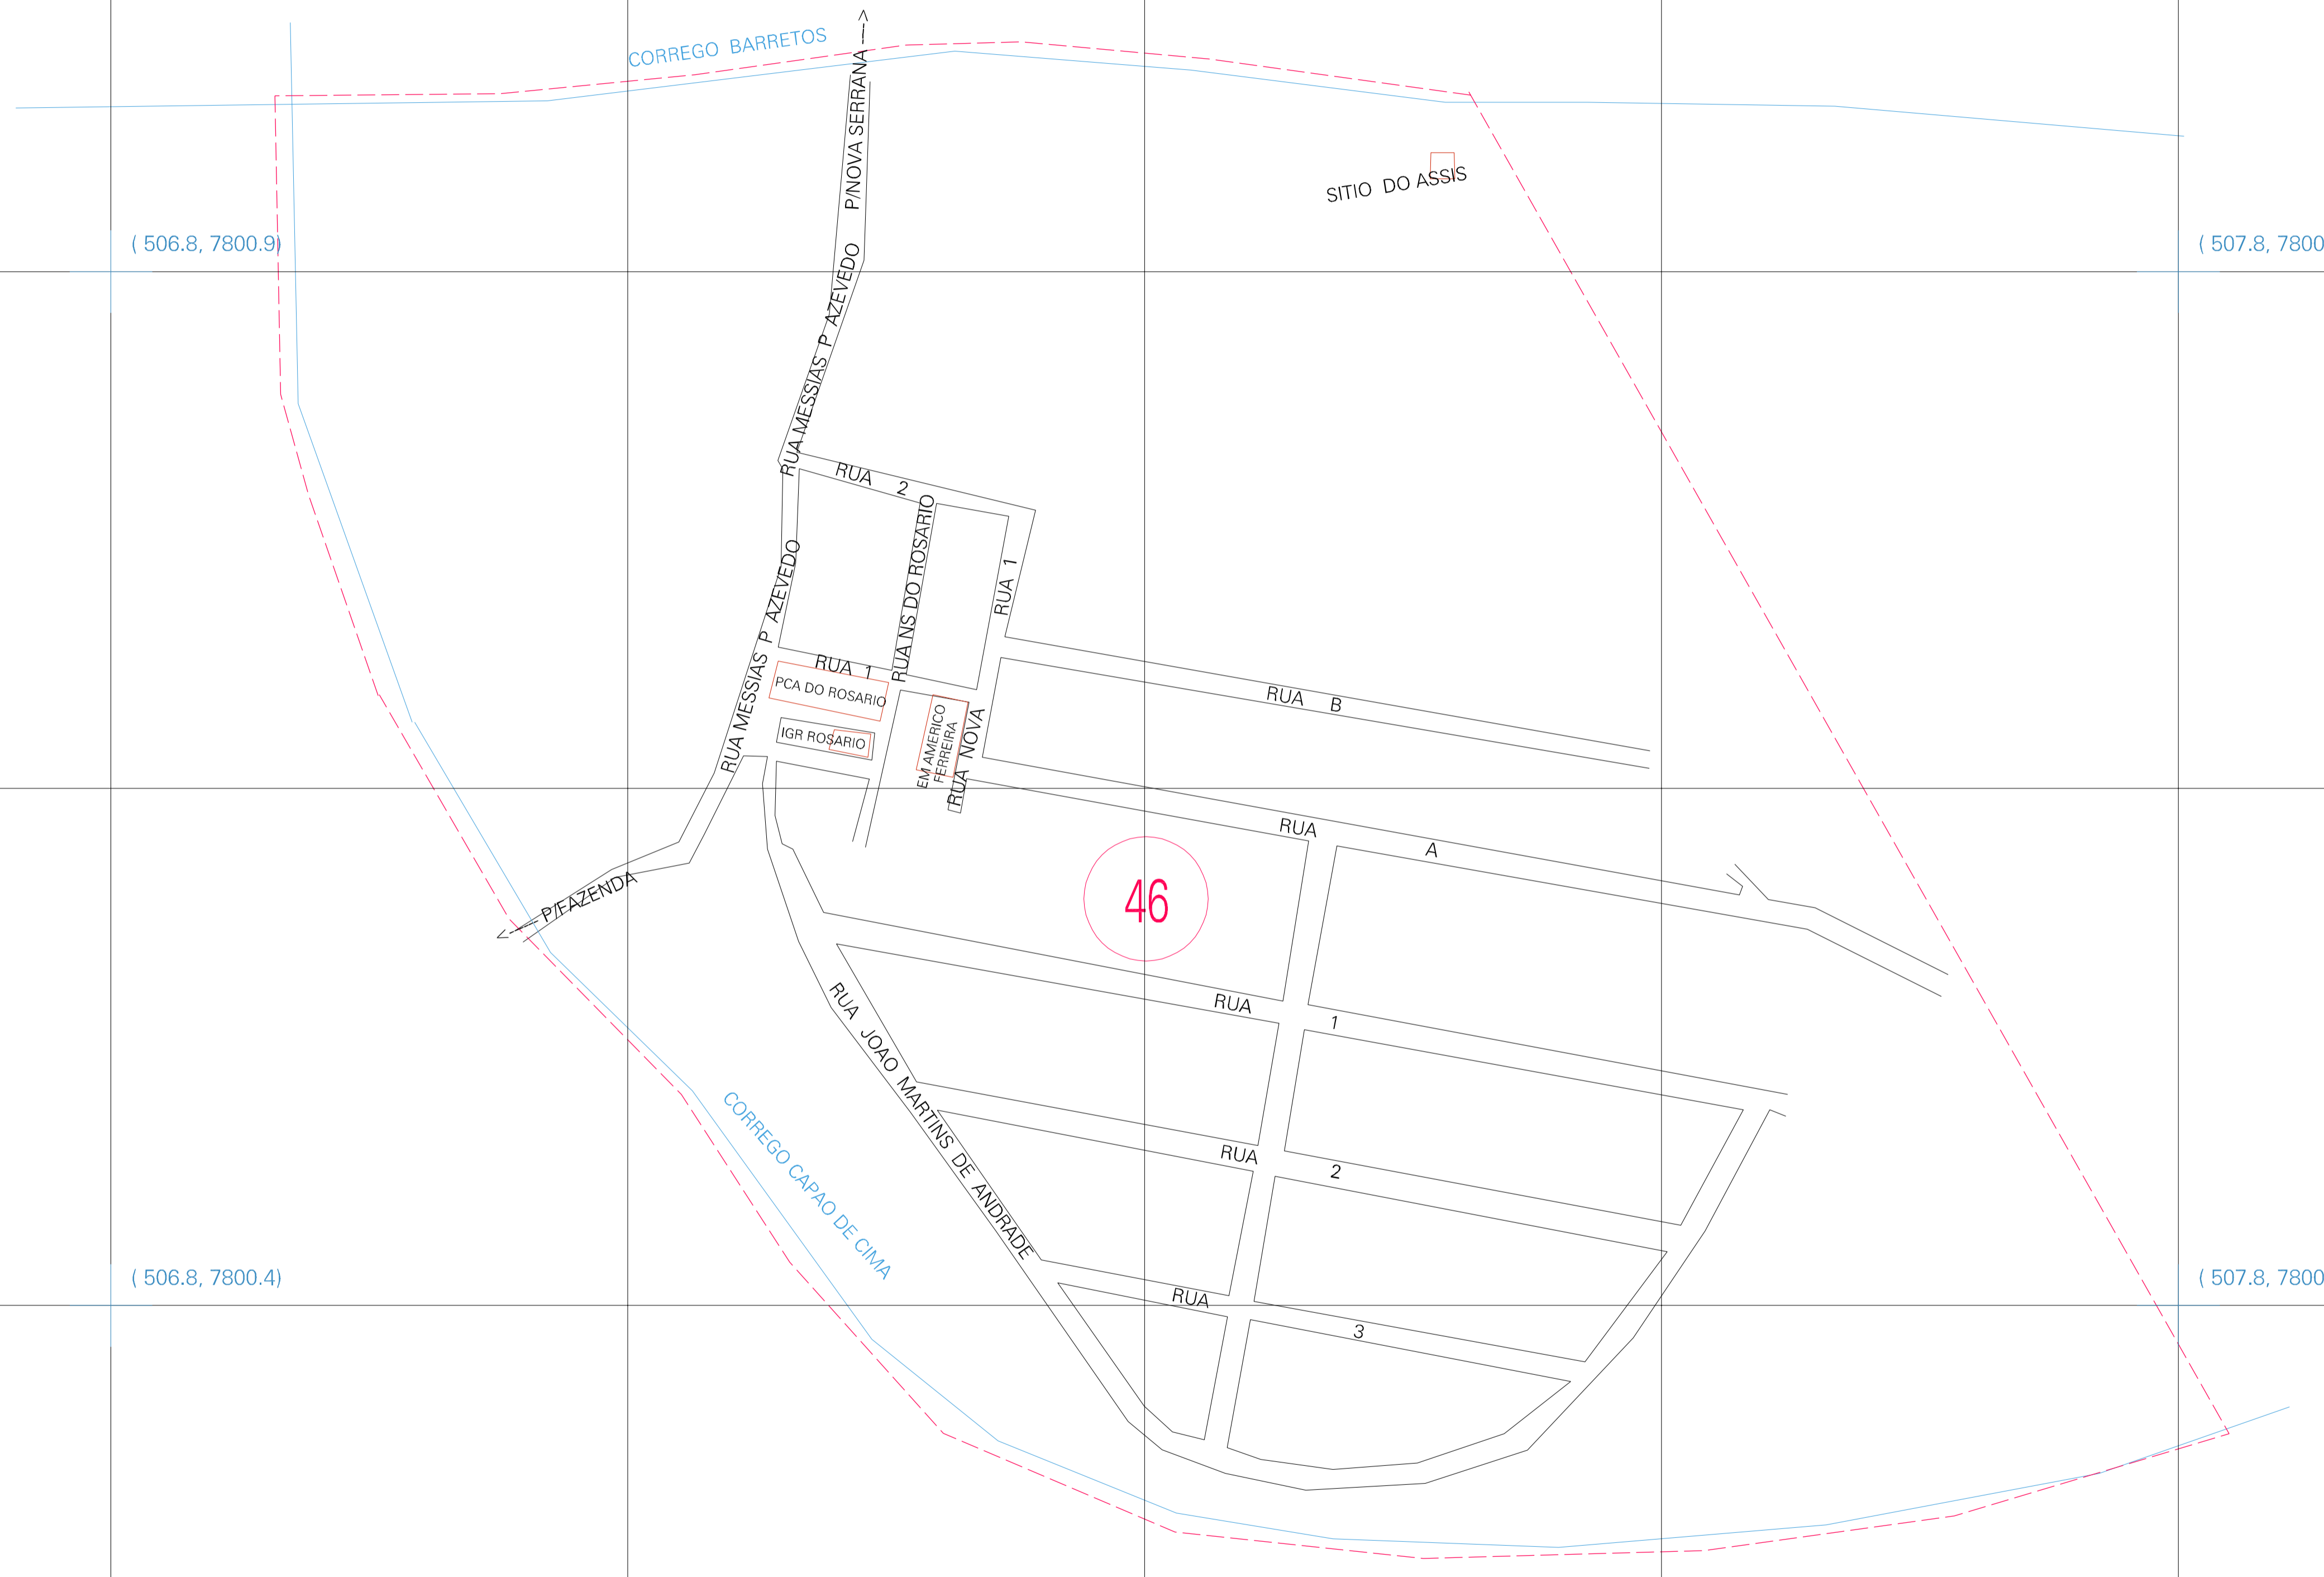 CORREGO BARRETOS
P/NOVA SERRANA
SITIO DO ASSIS
( 506.8, 7800.9)
( 507.8, 7800
RUA MESSIAS P AZEVEDO
RUA 2
RUA NS DO ROSARIO
RUA 1
RUA MESSIAS P AZEVEDO
RUA 1
PCA DO ROSARIO
RUA B
IGR ROSARIO
EM AMERICO
FERREIRA
RUA NOVA
RUA A
P/FAZENDA
46
RUA 1
RUA JOAO MARTINS DE ANDRADE
CORREGO CAPAO DE CIMA
RUA 2
( 506.8, 7800.4)
( 507.8, 7800
RUA 3